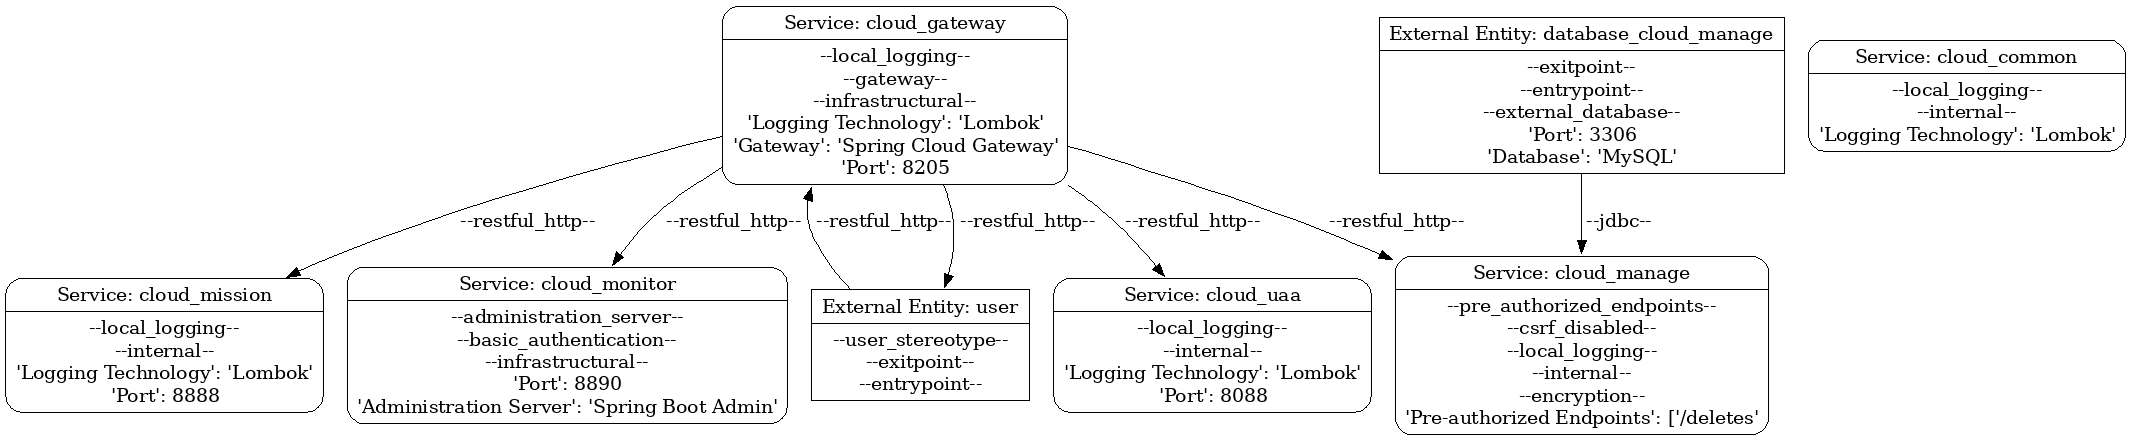 Service: cloud_gateway
--local_logging--
--gateway--
--infrastructural--
'Logging Technology': 'Lombok'
'Gateway': 'Spring Cloud Gateway'
'Port': 8205
External Entity: database_cloud_manage
--exitpoint--
--entrypoint--
--external_database--
'Port': 3306
'Database': 'MySQL'
Service: cloud_common
--local_logging--
--internal--
'Logging Technology': 'Lombok'
--restful_http--
--restful_http--
--restful_http--
--restful_http--
--restful_http--
--restful_http--
--jdbc--
Service: cloud_mission
--local_logging--
--internal--
'Logging Technology': 'Lombok'
'Port': 8888
Service: cloud_monitor
--administration_server--
--basic_authentication--
--infrastructural--
'Port': 8890
'Administration Server': 'Spring Boot Admin'
External Entity: user
--user_stereotype--
--exitpoint--
--entrypoint--
Service: cloud_uaa
--local_logging--
--internal--
'Logging Technology': 'Lombok'
'Port': 8088
Service: cloud_manage
--pre_authorized_endpoints--
--csrf_disabled--
--local_logging--
--internal--
--encryption--
'Pre-authorized Endpoints': ['/deletes'